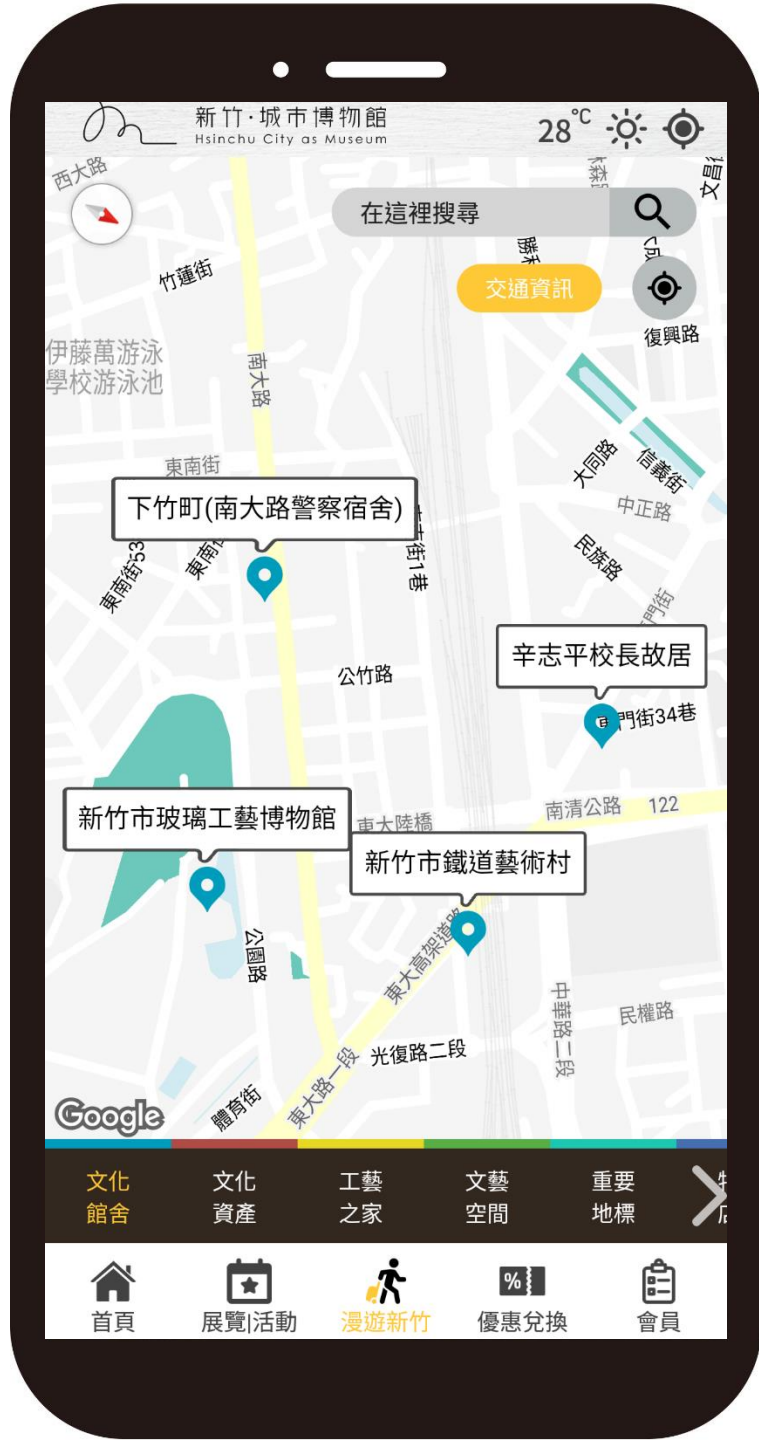 新竹·城市博物館
Hsinchu City as Museum
28°C
西大路
文昌
在這裡搜尋
竹蓮街
交通資訊
復興路
伊藤萬游泳
學校游泳池
南大路
東南街
大同路
信義街
中正路
下竹町(南大路警察宿舍)
民族路
東南街53
公竹路
辛志平校長故居
門街34巷
新竹市玻璃工藝博物館
東大陸橋
南清公路
122
新竹市鐵道藝術村
公園路
東大高架道路
中華路二段
民權路
光復路二段
東大路一段
體育街
Google
文化
館舍
文化
資產
工藝
之家
文藝
空間
重要
地標
首頁
展覽|活動
漫遊新竹
%
優惠兌換
會員